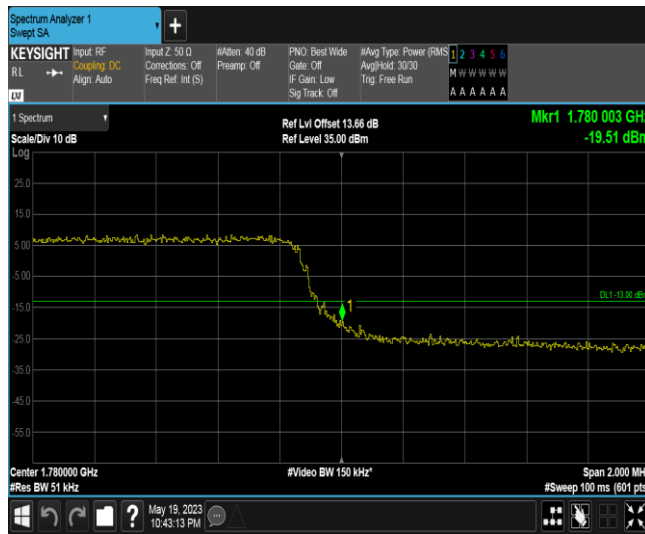 Spectrum Analyzer 1
Swept SA
KEYSIGHT
RL
LXI
Input: RF
Coupling: DC
Align: Auto
Input Z: 50 Ω
Corrections: Off
Freq Ref: Int (S)
#Atten: 40 dB
Preamp: Off
PNO: Best Wide
Gate: Off
IF Gain: Low
Sig Track: Off
#Avg Type: Power (RMS
Avg|Hold: 30/30
Trig: Free Run
1 2 3 4 5 6
M W W W W W
A A A A A A
1 Spectrum
Scale/Div 10 dB
Log
Ref Lvl Offset 13.66 dB
Ref Level 35.00 dBm
Mkr1 1.780 003 GHz
-19.51 dBm
25.0
15.0
5.00
-5.00
-15.0
-25.0
-35.0
-45.0
-55.0
DL1 -13.00 dBm
1
Center 1.780000 GHz
#Res BW 51 kHz
#Video BW 150 kHz*
Span 2.000 MH
#Sweep 100 ms (601 pts
May 19, 2023
10:43:13 PM